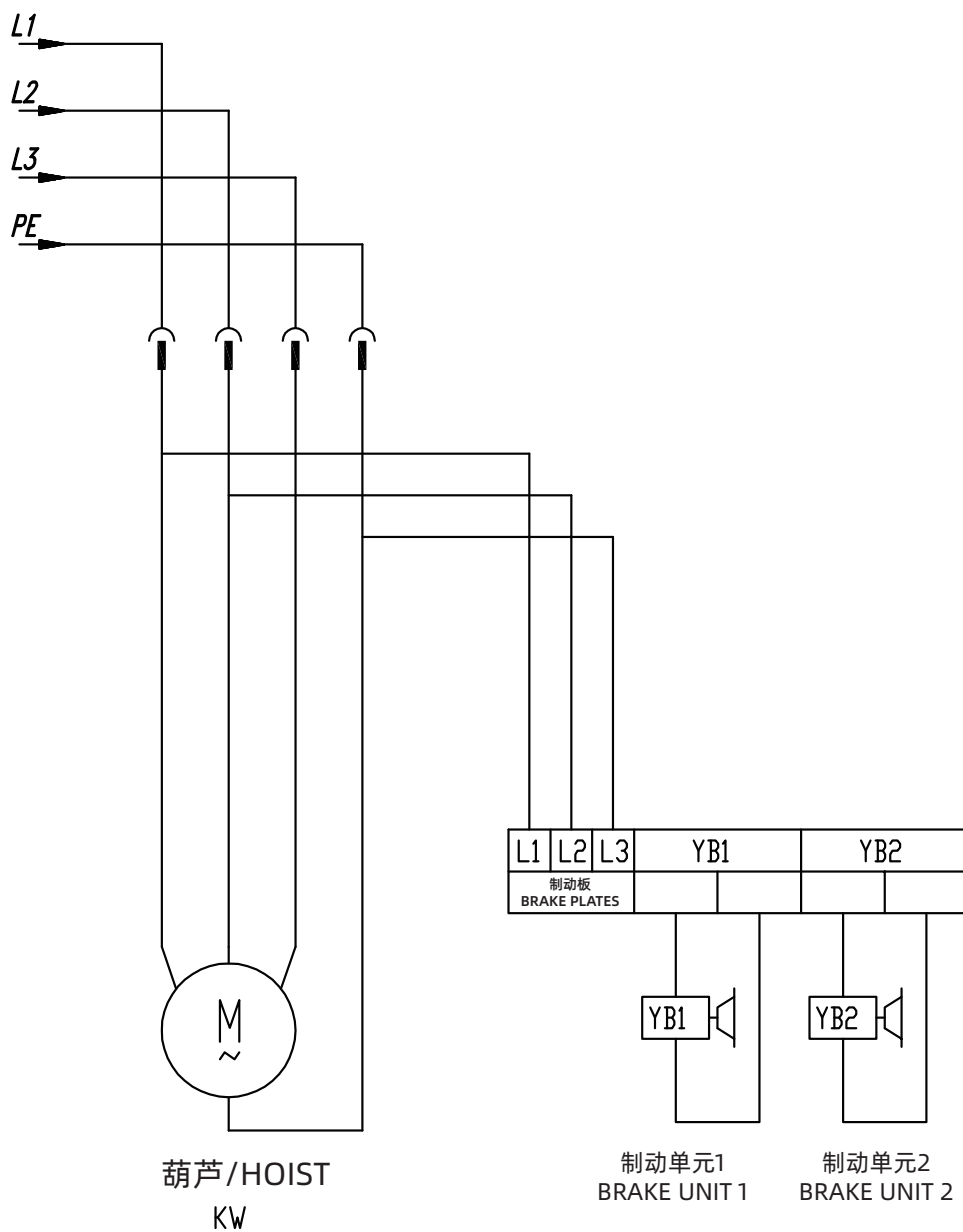 L1
L2
L3
PE
L1 L2 L3 YB1 YB2
制动板
BRAKE PLATES
M
~
YB1 YB2
葫芦/HOIST
KW
制动单元1
BRAKE UNIT 1
制动单元2
BRAKE UNIT 2